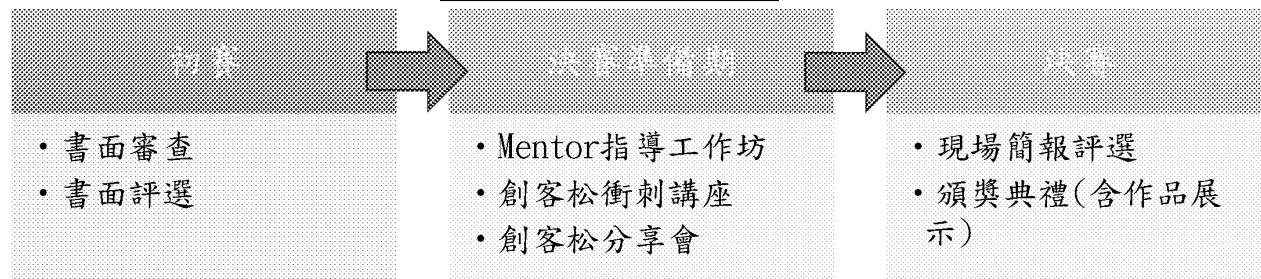 初賽
・書面審查
・書面評選
決賽準備期
・Mentor指導工作坊
・創客松衝刺講座
・創客松分享會
決賽
・現場簡報評選
・頒獎典禮(含作品展
示)